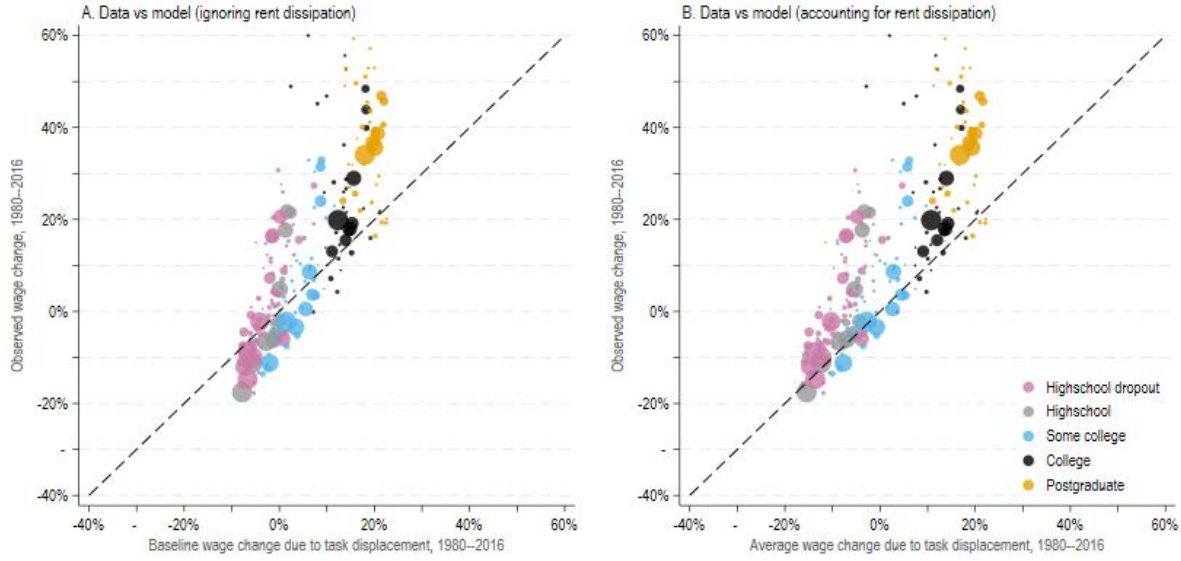 A. Data vs model (ignoring rent dissipation)
60%
40%
20%
0%
-20%
-
-40%
Observed wage change, 1980--2016
-40%
-
-20%
-
0%
20%
40%
60%
Baseline wage change due to task displacement, 1980--2016
B. Data vs model (accounting for rent dissipation)
60%
40%
20%
0%
-20%
-
-40%
Observed wage change, 1980--2016
Highschool dropout
Highschool
Some college
College
Postgraduate
-40%
-
-20%
-
0%
20%
40%
60%
Average wage change due to task displacement, 1980--2016